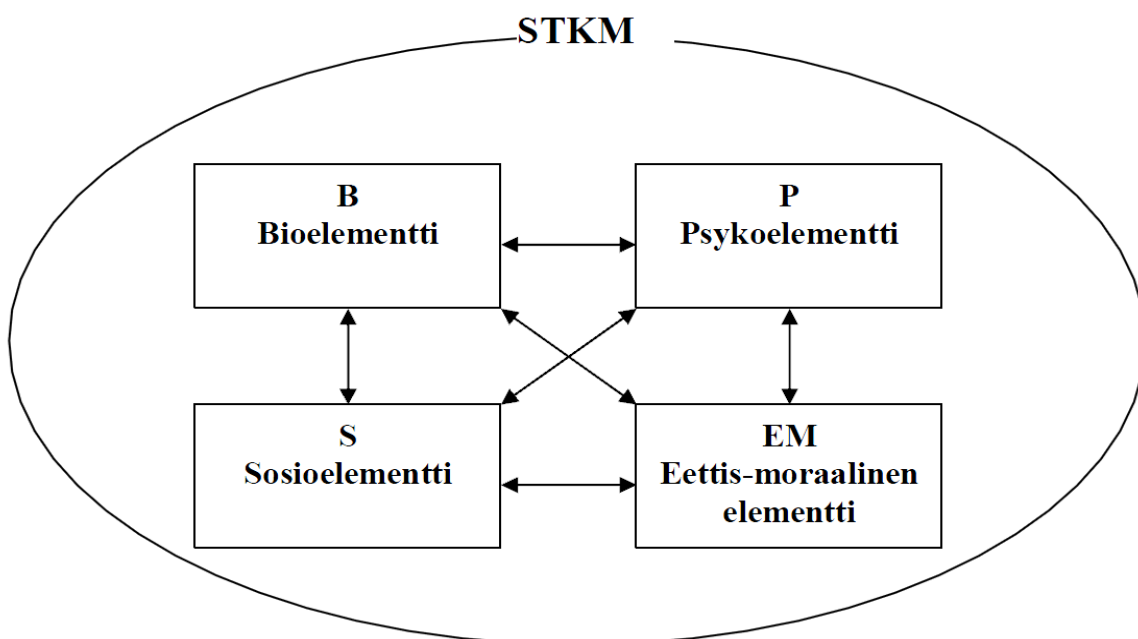 STKM
B
Bioelementti
P
Psykoelementti
S
Sosioelementti
EM
Eettis-moraalinen
elementti